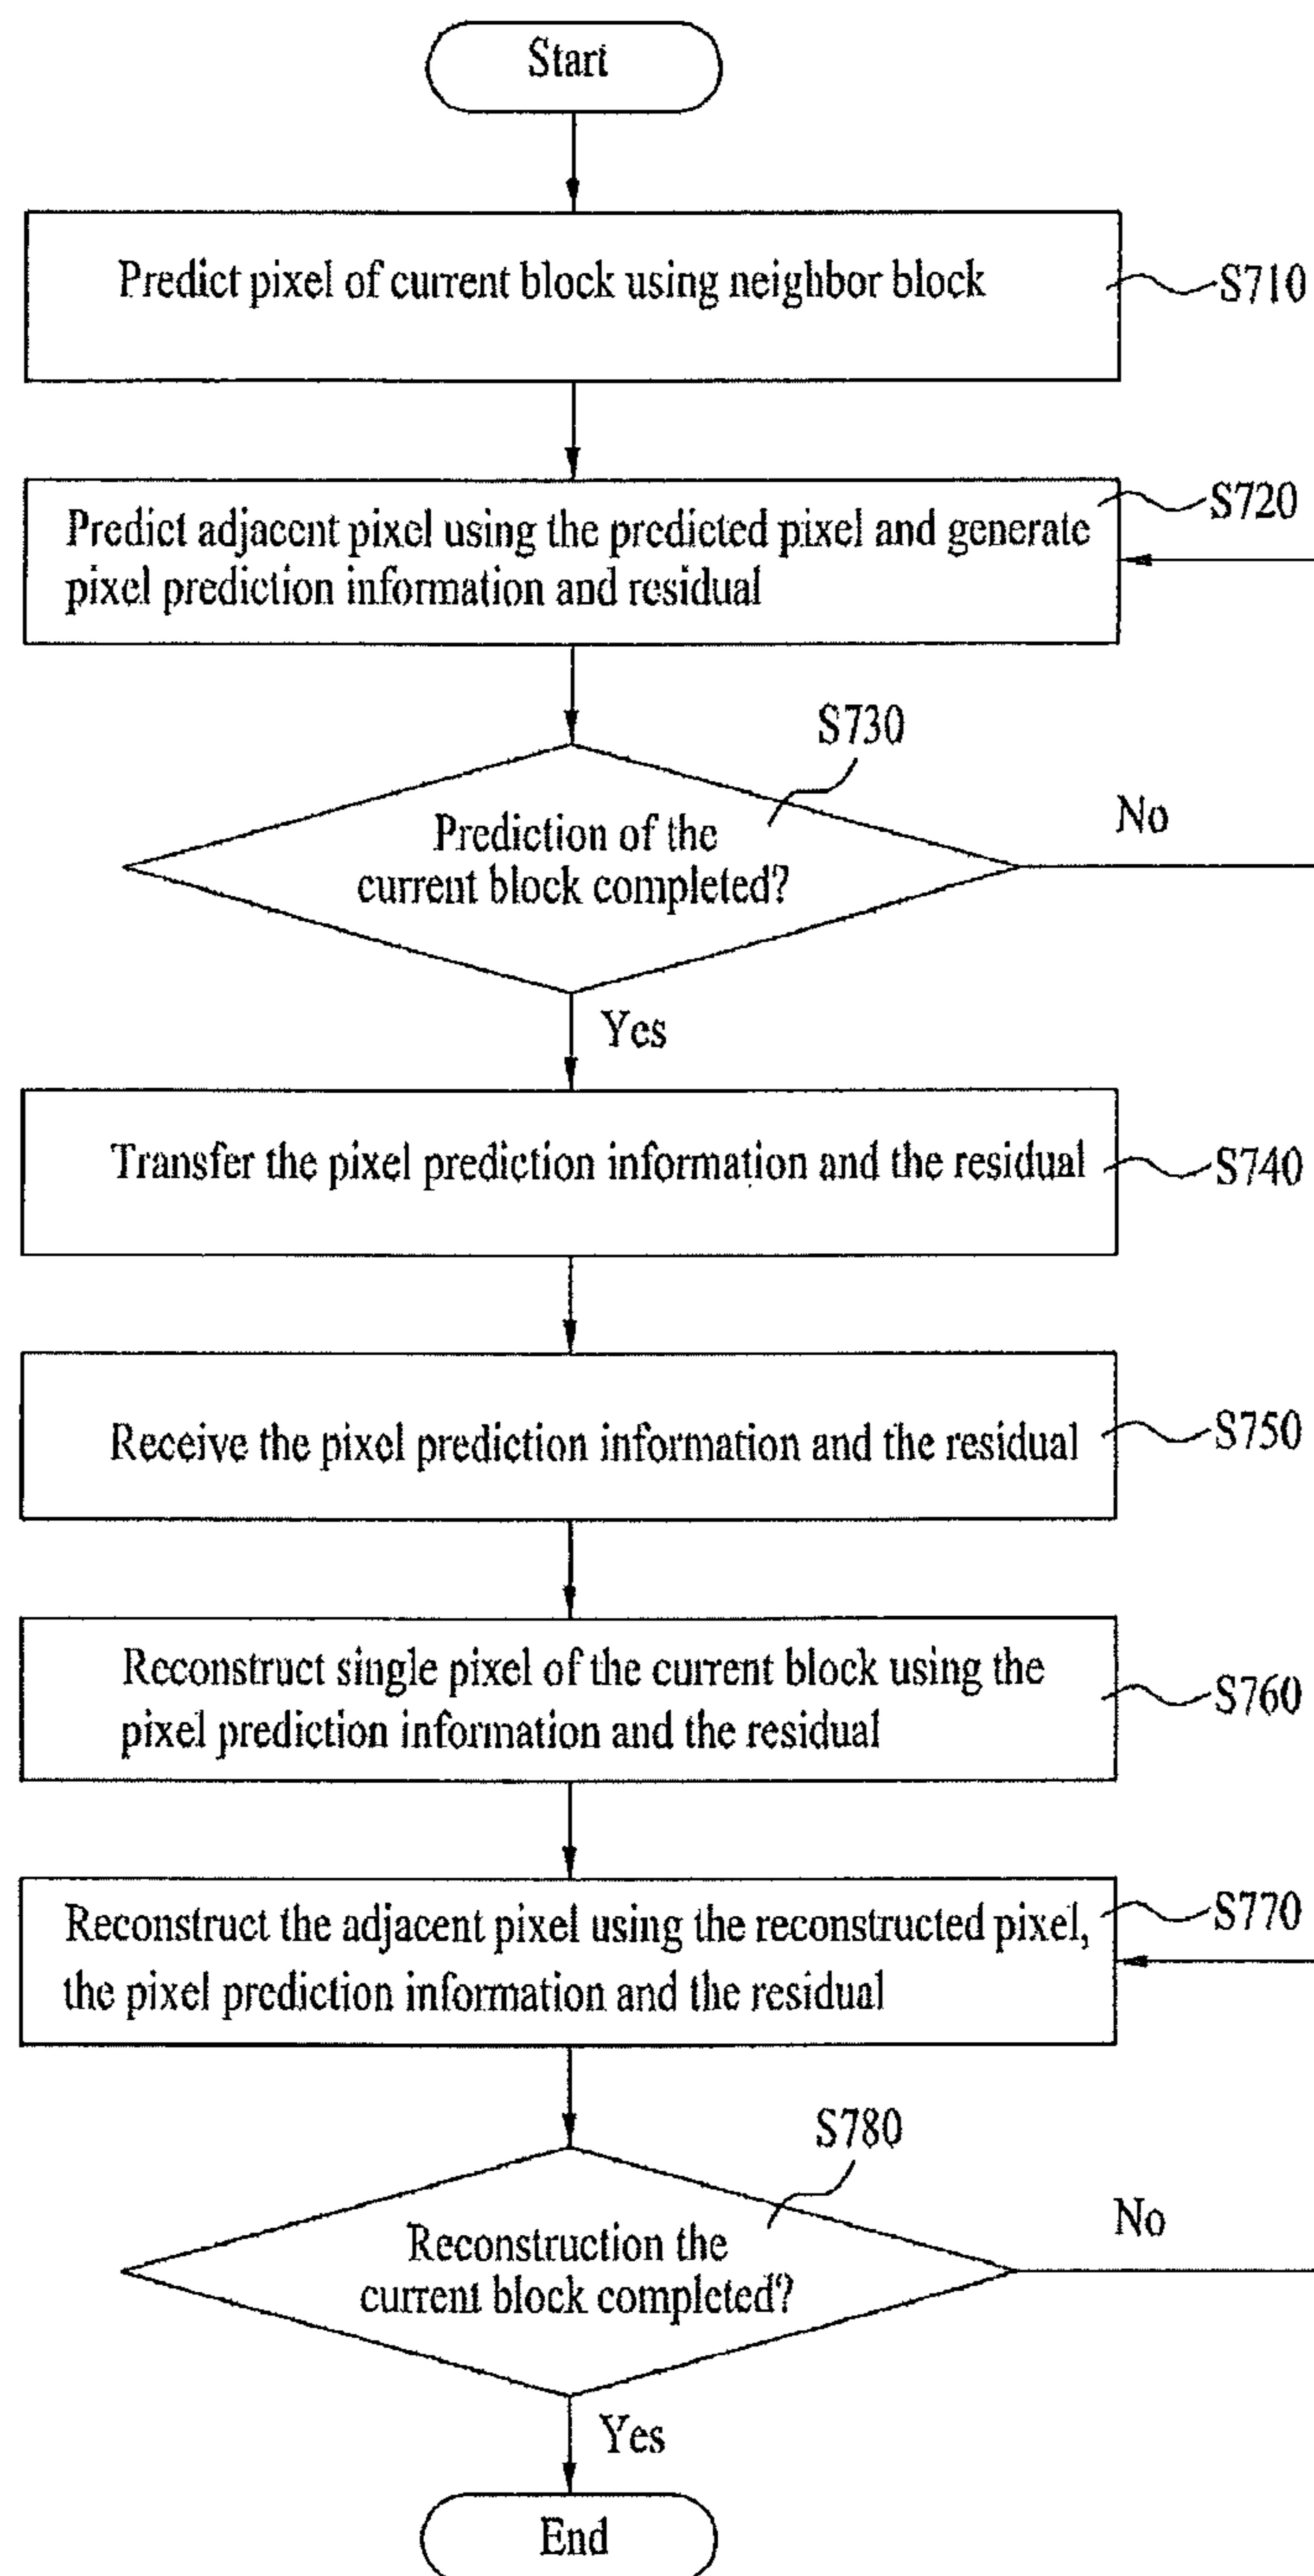 Start
Predict pixel of current block using neighbor block
S710
Predict adjacent pixel using the predicted pixel and generate
pixel prediction information and residual
S720
S730
Prediction of the
current block completed?
No
Yes
Transfer the pixel prediction information and the residual
S740
Receive the pixel prediction information and the residual
S750
Reconstruct single pixel of the current block using the
pixel prediction information and the residual
S760
Reconstruct the adjacent pixel using the reconstructed pixel,
the pixel prediction information and the residual
S770
S780
Reconstruction the
current block completed?
No
Yes
End